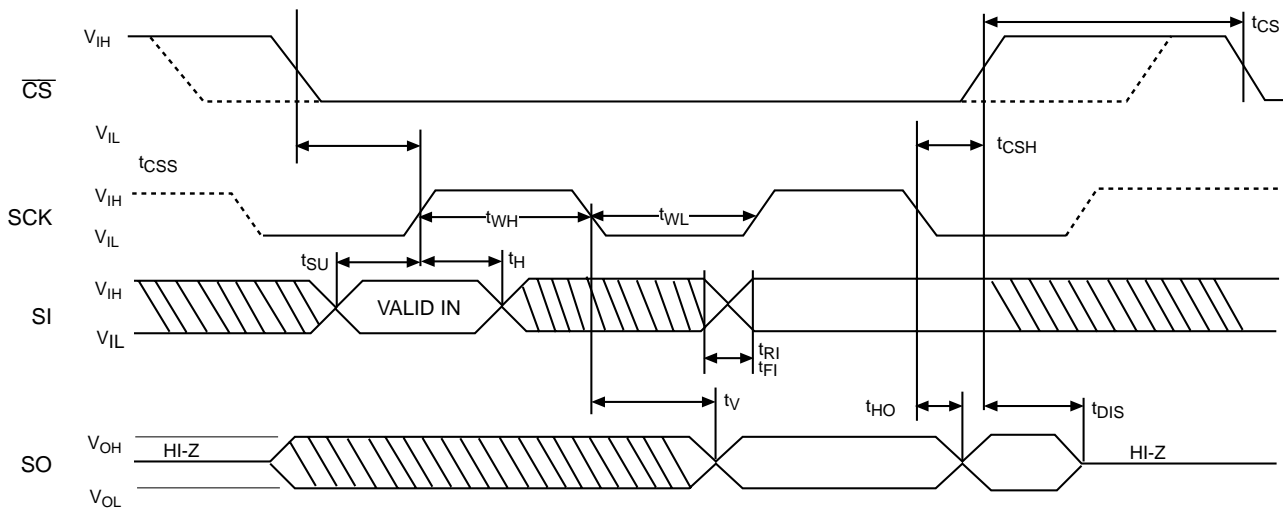 V_IH
t_CS
C̅S̅
V_IL
t_CSS
t_CSH
V_IH
SCK
t_WH
t_WL
V_IL
t_SU
t_H
V_IH
SI
VALID IN
V_IL
t_RI
t_FI
t_V
t_HO
t_DIS
V_OH
HI-Z
HI-Z
SO
V_OL